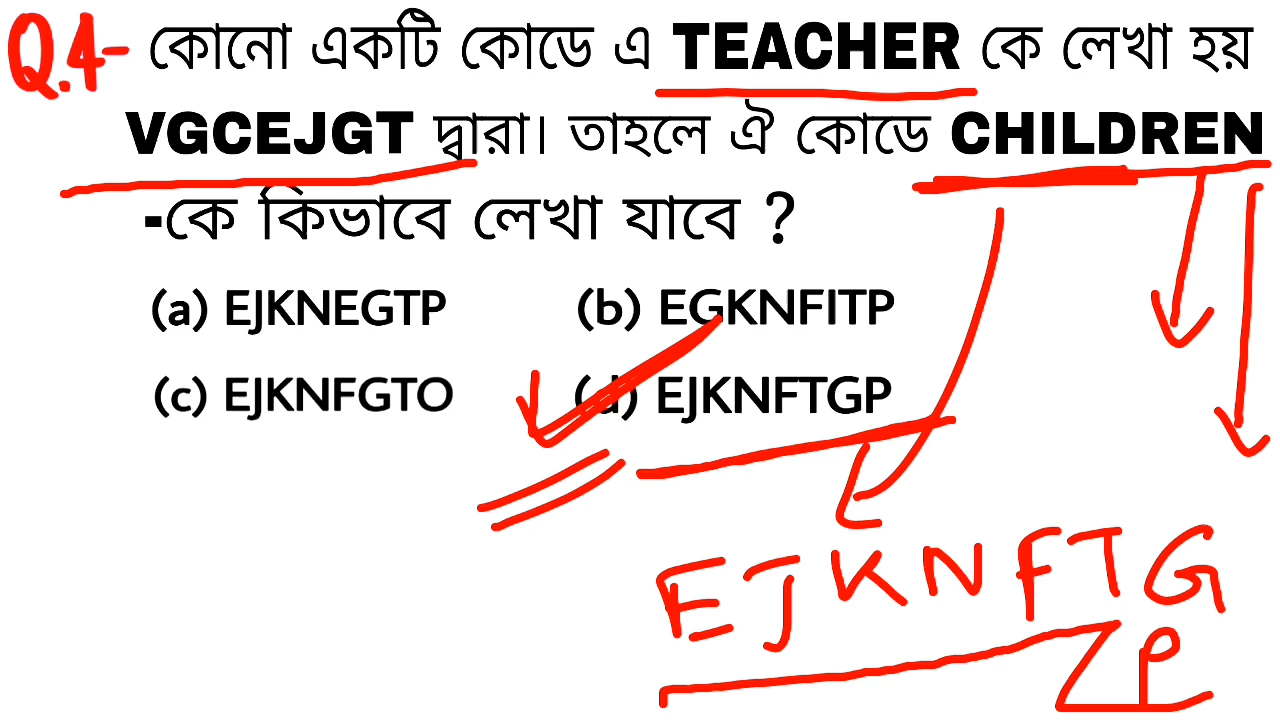 Q.4- কোনো একটি কোডে এ TEACHER কে লেখা হয়
VGCEJGT দ্বারা। তাহলে ঐ কোডে CHILDREN
-কে কিভাবে লেখা যাবে ?
(a) EJKNEGTP (b) EGKNFITP
(c) EJKNFGTO (d) EJKNFTGP
EJKNFTG
P